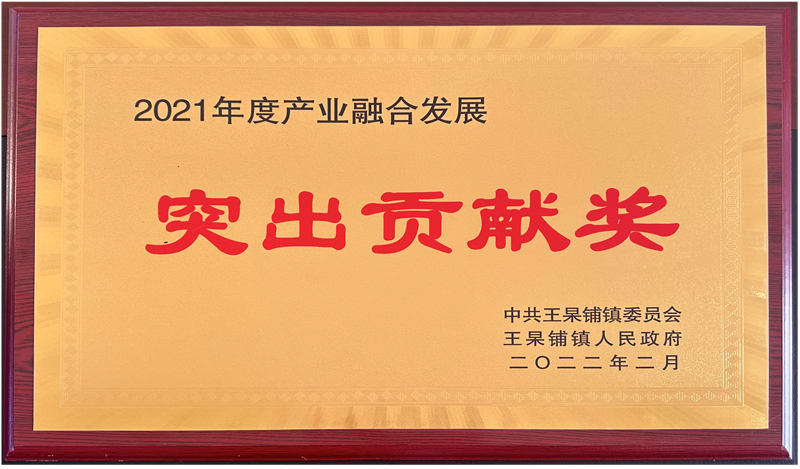 2021年度产业融合发展
突出贡献奖
中共王杲铺镇委员会
王杲铺镇人民政府
二〇二二年二月